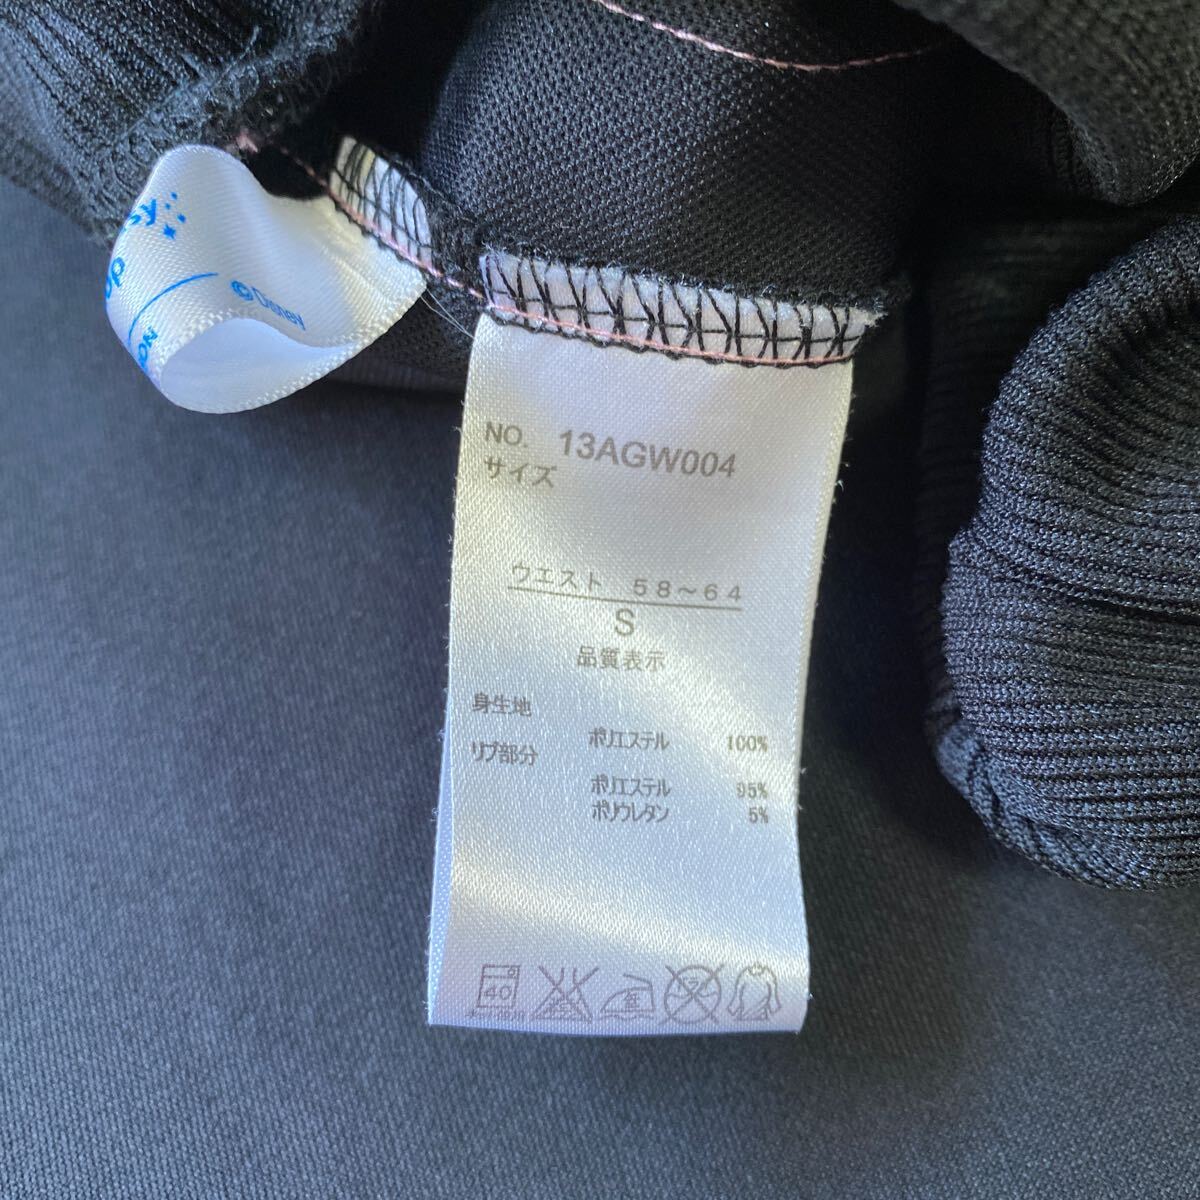 © Disney
NO. 13AGW004
サイズ
ウエスト 58〜64
S
品質表示
身生地
ポリエステル 100%
リブ部分
ポリエステル 95%
ポリウレタン 5%
40